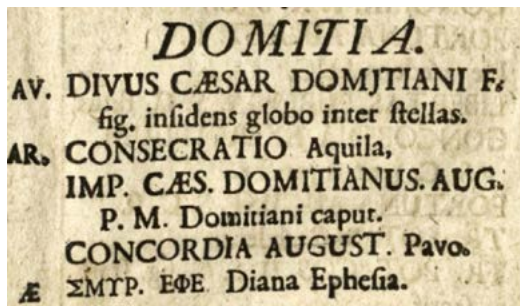 DOMITIA.
AV. DIVUS CÆSAR DOMJTIANI F.
fig. inſidens globo inter ſtellas.
AR. CONSECRATIO Aquila,
IMP. CÆS. DOMITIANUS. AUG.
P. M. Domitiani caput.
CONCORDIA AUGUST. Pavo.
Æ ΣΜΥΡ. ΕΦΕ Diana Epheſia.